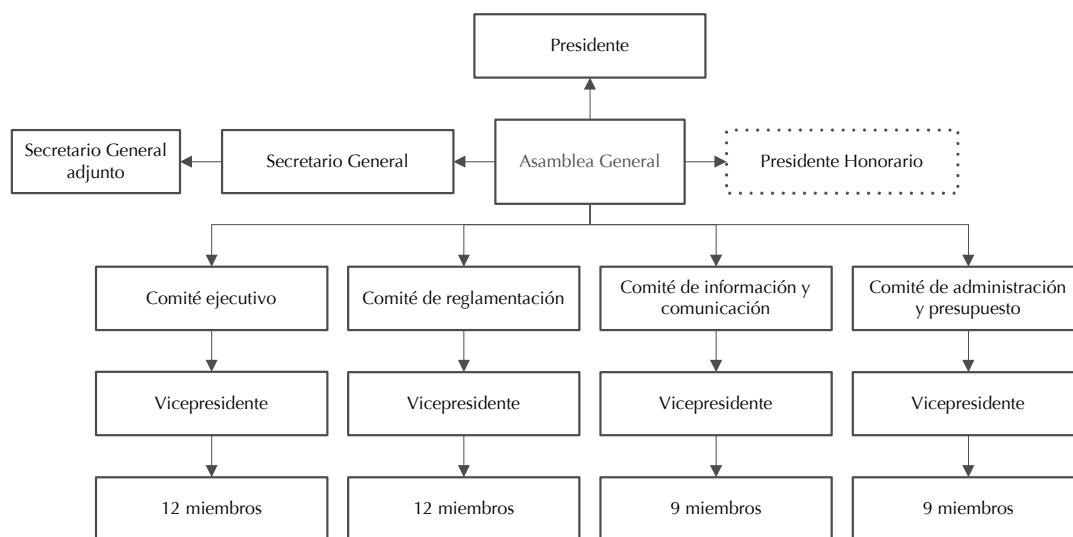 Presidente
Secretario General
adjunto
Secretario General
Asamblea General
Presidente Honorario
Comité ejecutivo
Comité de reglamentación
Comité de información y
comunicación
Comité de administración
y presupuesto
Vicepresidente
Vicepresidente
Vicepresidente
Vicepresidente
12 miembros
12 miembros
9 miembros
9 miembros